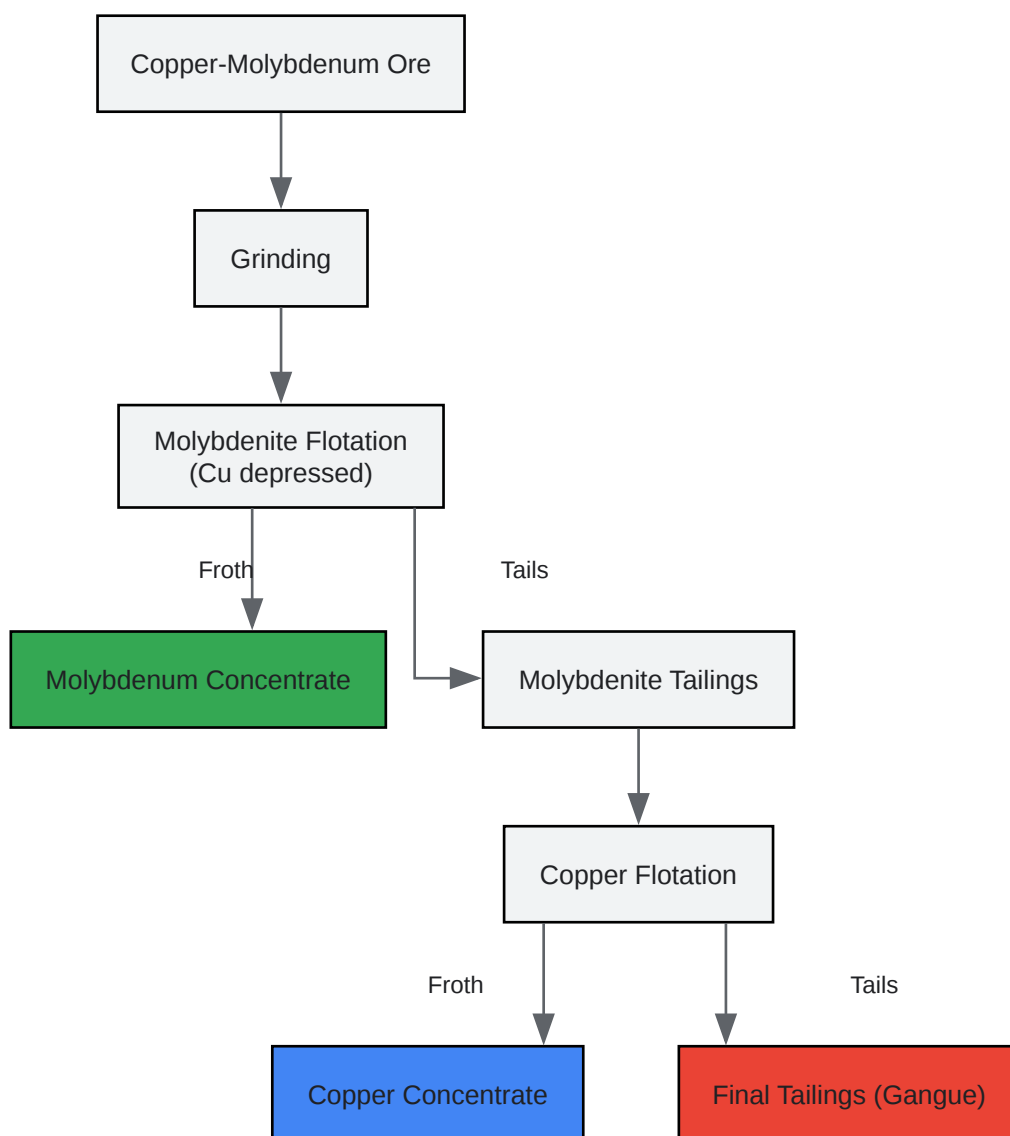 Copper-Molybdenum Ore
Grinding
Molybdenite Flotation
(Cu depressed)
Froth
Tails
Molybdenum Concentrate
Molybdenite Tailings
Copper Flotation
Froth
Tails
Copper Concentrate
Final Tailings (Gangue)